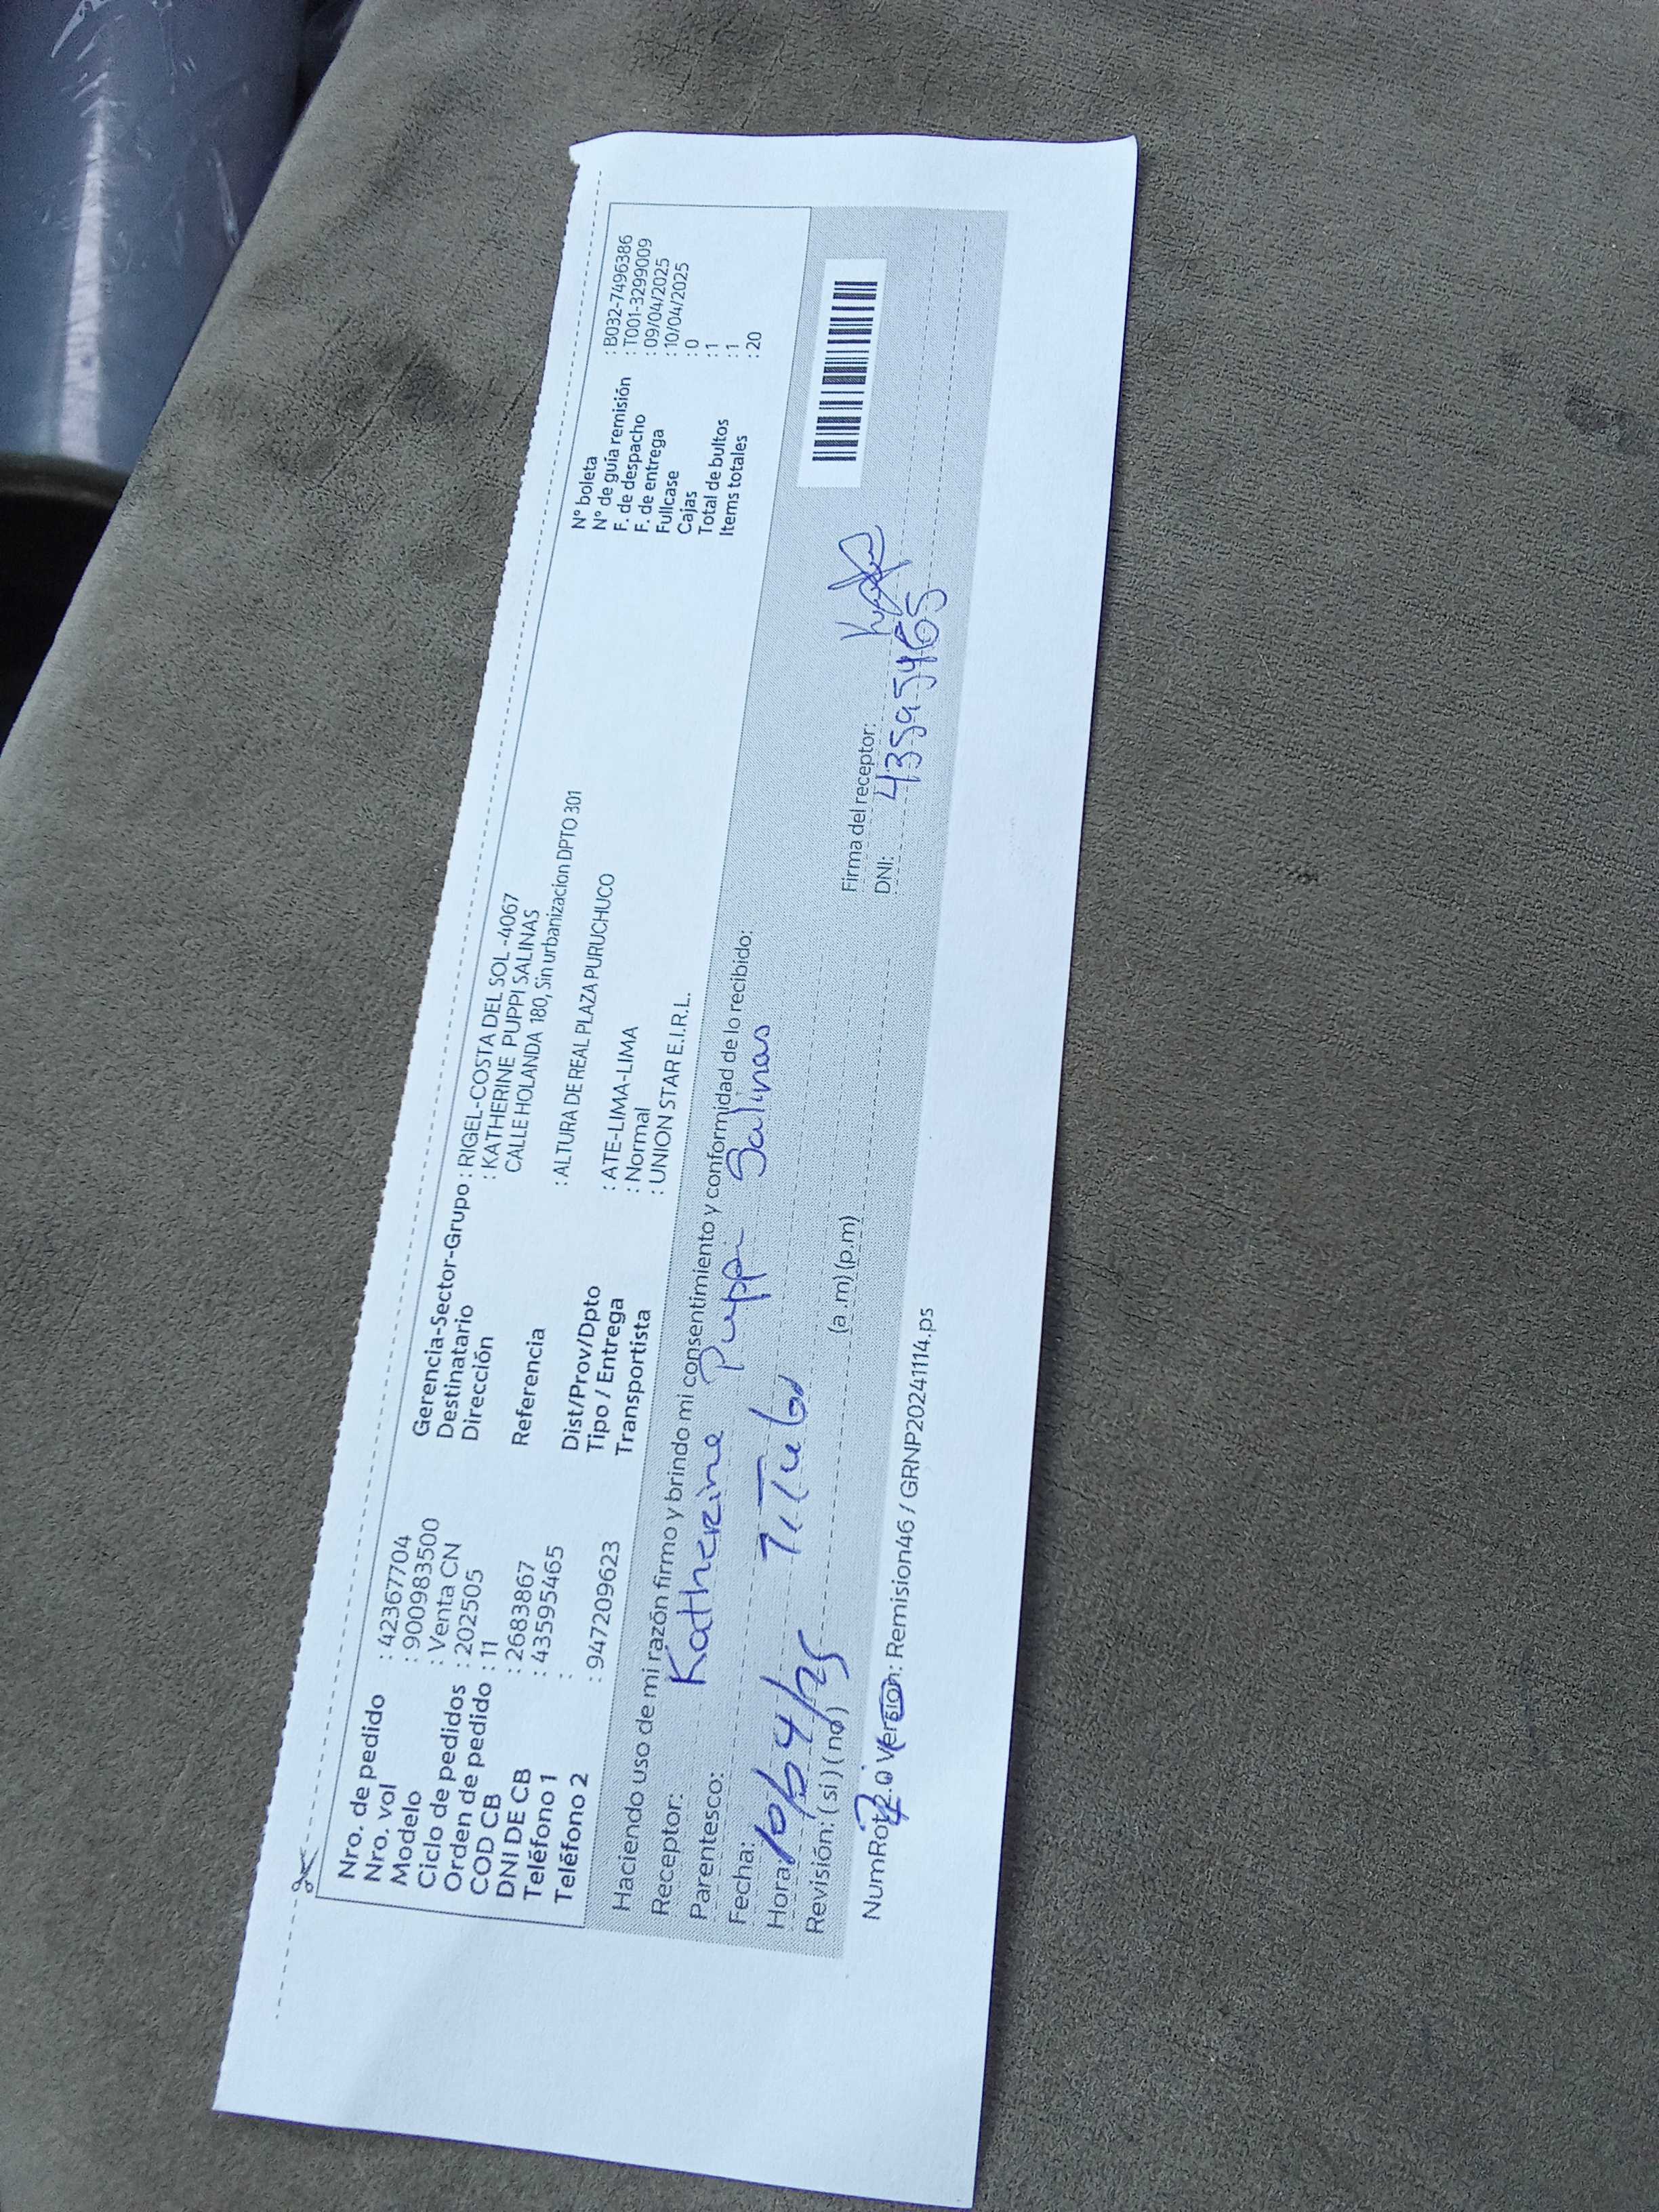 Nro. de pedido : 42367704
Nro. vol : 900983500
Modelo : Venta CN
Ciclo de pedidos : 202505
Orden de pedido : 11
COD CB : 2683867
DNI DE CB : 43595465
Teléfono 1 :
Teléfono 2 : 947209623
Gerencia-Sector-Grupo : RIGEL-COSTA DEL SOL -4067
Destinatario : KATHERINE PUPPI SALINAS
Dirección CALLE HOLANDA 180, Sin urbanizacion DPTO 301
Referencia : ALTURA DE REAL PLAZA PURUCHUCO
Dist/Prov/Dpto : ATE-LIMA-LIMA
Tipo / Entrega : Normal
Transportista : UNION STAR E.I.R.L.
N° boleta : B032-7496386
N° de guía remisión : T001-3299009
F. de despacho : 09/04/2025
F. de entrega : 10/04/2025
Fullcase : 0
Cajas : 1
Total de bultos : 1
Items totales : 20
Haciendo uso de mi razón firmo y brindo mi consentimiento y conformidad de lo recibido:
Receptor: Katherine Puppi Salinas
Parentesco: TiTular
Fecha: 10/04/25
Hora: (a.m) (p.m)
Revisión: ( si ) ( no )
Firma del receptor:
DNI: 43595465
Version: Remision46 / GRNP20241114.ps